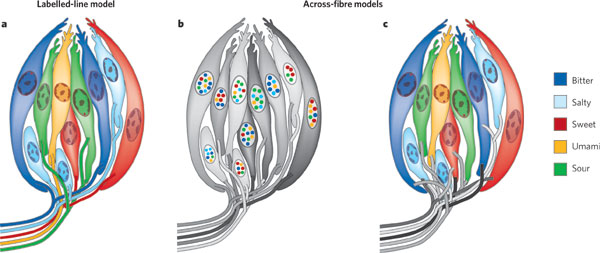 Labelled-line model
Across-fibre models
a
b
c
Bitter
Salty
Sweet
Umami
Sour